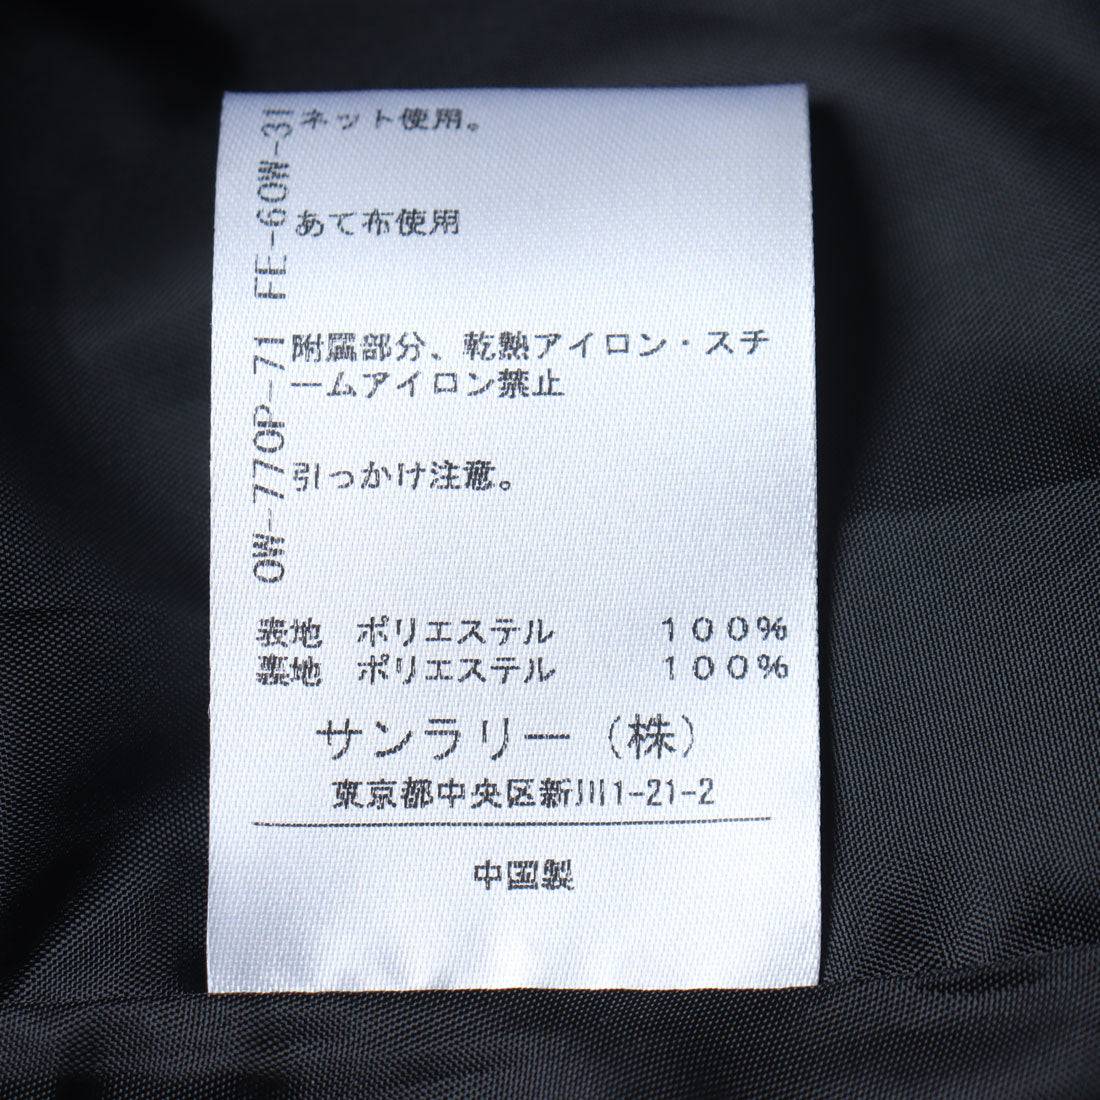 ネット使用。
あて布使用
附属部分、乾熱アイロン・スチ
ームアイロン禁止
引っかけ注意。
OW-770P-71 FE-60W-31
表地 ポリエステル 100%
裏地 ポリエステル 100%
サンラリー（株）
東京都中央区新川1-21-2
中国製